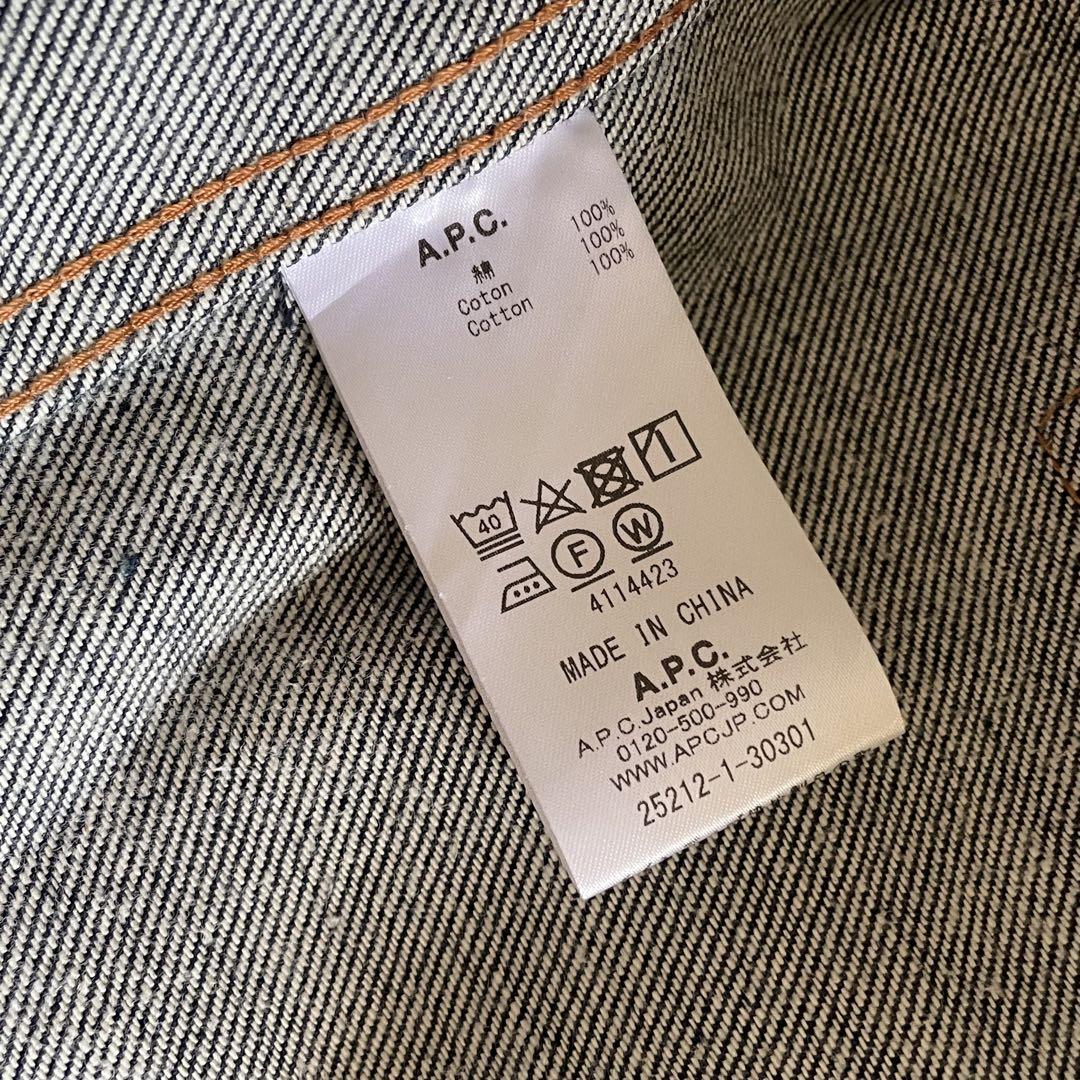 A.P.C.
綿 100%
Coton 100%
Cotton 100%
40
1
F W
4114423
MADE IN CHINA
A.P.C.
A.P.C.Japan 株式会社
0120-500-990
WWW.APCJP.COM
25212-1-30301